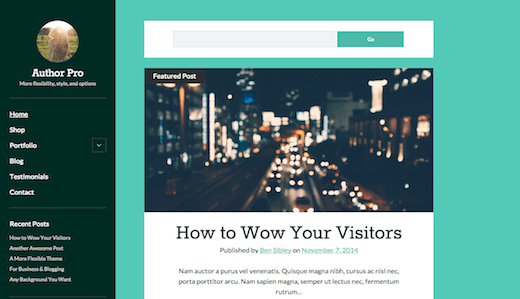 Author Pro
More flexibility, style, and options
Home
Shop
Portfolio
Blog
Testimonials
Contact
Recent Posts
How to Wow Your Visitors
Another Awesome Post
A More Flexible Theme
For Business & Blogging
Any Background You Want
Go
Featured Post
How to Wow Your Visitors
Published by Ben Sibley on November 7, 2014
Nam auctor a purus vel venenatis. Quisque magna nibh, cursus ac nisl nec,
porta porttitor arcu. Nam sapien magna, semper ut lectus nec, fermentum
rutrum...